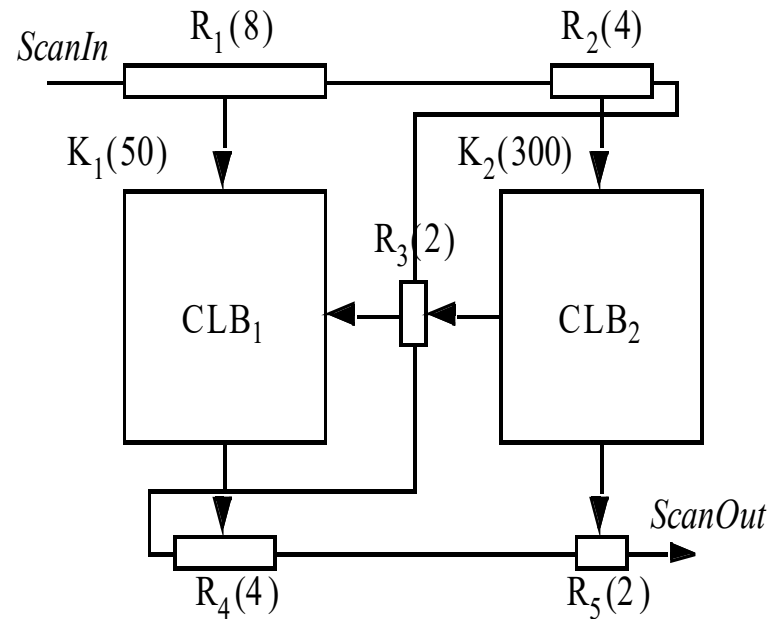 R₁(8)
R₂(4)
ScanIn
K₁(50)
K₂(300)
R₃(2)
CLB₁
CLB₂
ScanOut
R₄(4)
R₅(2)